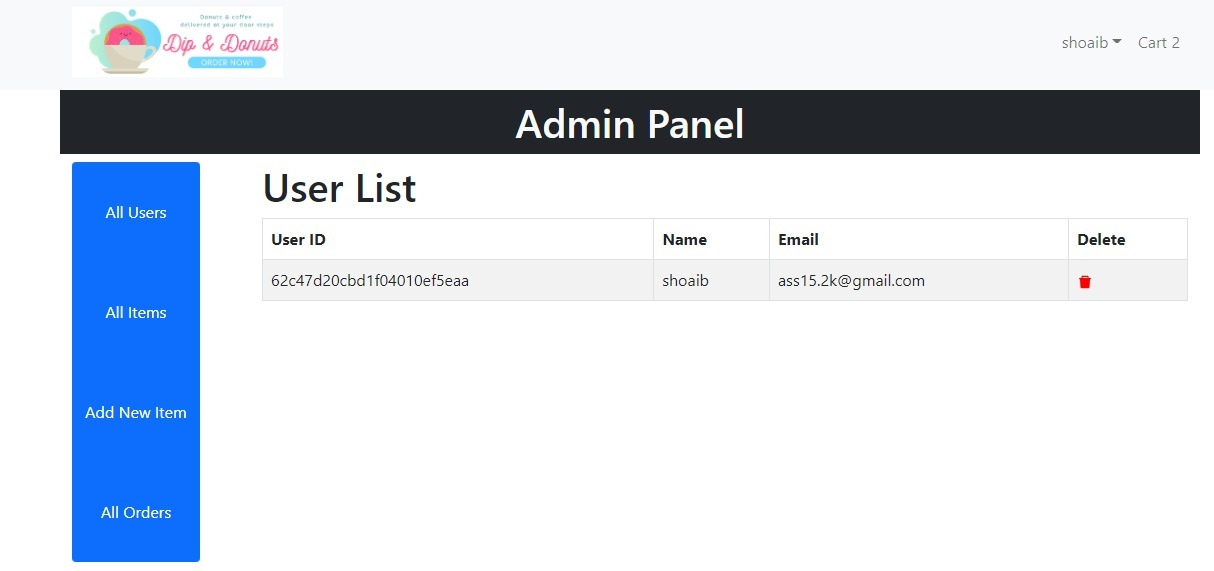 Donuts & coffee
delivered at your door steps
Dip & Donuts
ORDER NOW!
shoaib Cart 2
Admin Panel
All Users
All Items
Add New Item
All Orders
User List
User ID Name Email Delete
62c47d20cbd1f04010ef5eaa shoaib ass15.2k@gmail.com